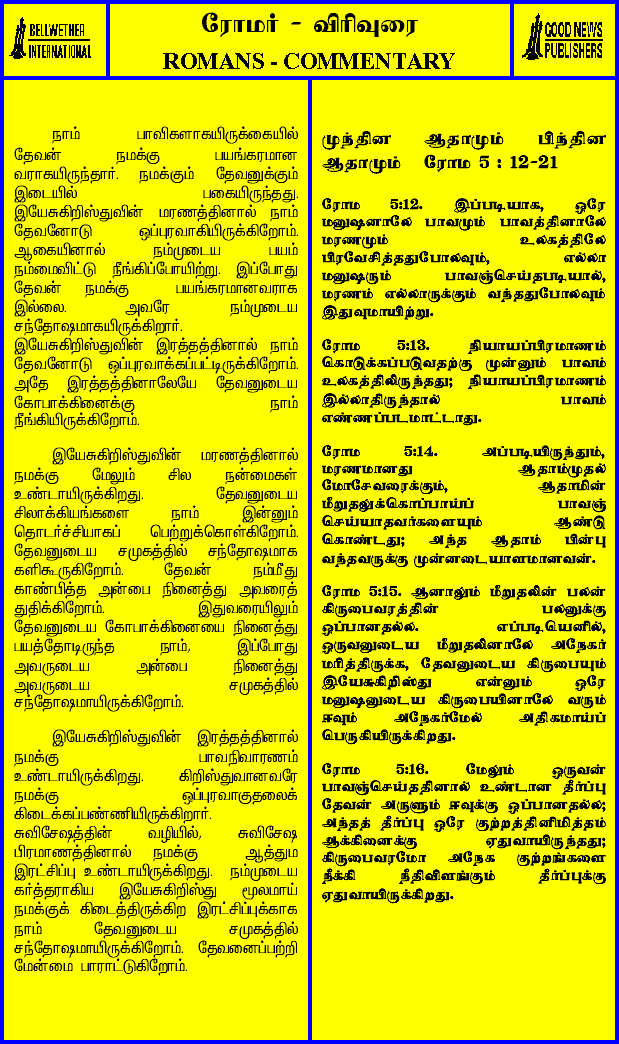 BELLWETHER
INTERNATIONAL
ரோமர் - விரிவுரை
ROMANS - COMMENTARY
GOOD NEWS
PUBLISHERS
நாம் பாவிகளாகயிருக்கையில்
தேவன் நமக்கு பயங்கரமான
வராகயிருந்தார். நமக்கும் தேவனுக்கும்
இடையில் பகையிருந்தது.
இயேசுகிறிஸ்துவின் மரணத்தினால் நாம்
தேவனோடு ஒப்புரவாகியிருக்கிறோம்.
ஆகையினால் நம்முடைய பயம்
நம்மைவிட்டு நீங்கிப்போயிற்று. இப்போது
தேவன் நமக்கு பயங்கரமானவராக
இல்லை. அவரே நம்முடைய
சந்தோஷமாகயிருக்கிறார்.
இயேசுகிறிஸ்துவின் இரத்தத்தினால் நாம்
தேவனோடு ஒப்புரவாக்கப்பட்டிருக்கிறோம்.
அதே இரத்தத்தினாலேயே தேவனுடைய
கோபாக்கினைக்கு நாம்
நீங்கியிருக்கிறோம்.
இயேசுகிறிஸ்துவின் மரணத்தினால்
நமக்கு மேலும் சில நன்மைகள்
உண்டாயிருக்கிறது. தேவனுடைய
சிலாக்கியங்களை நாம் இன்னும்
தொடர்ச்சியாகப் பெற்றுக்கொள்கிறோம்.
தேவனுடைய சமுகத்தில் சந்தோஷமாக
களிகூருகிறோம். தேவன் நம்மீது
காண்பித்த அன்பை நினைத்து அவரைத்
துதிக்கிறோம். இதுவரையிலும்
தேவனுடைய கோபாக்கினையை நினைத்து
பயத்தோடிருந்த நாம், இப்போது
அவருடைய அன்பை நினைத்து
அவருடைய சமுகத்தில்
சந்தோஷமாயிருக்கிறோம்.
இயேசுகிறிஸ்துவின் இரத்தத்தினால்
நமக்கு பாவநிவாரணம்
உண்டாயிருக்கிறது. கிறிஸ்துவானவரே
நமக்கு ஒப்புரவாகுதலைக்
கிடைக்கப்பண்ணியிருக்கிறார்.
சுவிசேஷத்தின் வழியில், சுவிசேஷ
பிரமாணத்தினால் நமக்கு ஆத்தும
இரட்சிப்பு உண்டாயிருக்கிறது. நம்முடைய
கர்த்தராகிய இயேசுகிறிஸ்து மூலமாய்
நமக்குக் கிடைத்திருக்கிற இரட்சிப்புக்காக
நாம் தேவனுடைய சமுகத்தில்
சந்தோஷமாயிருக்கிறோம். தேவனைப்பற்றி
மேன்மை பாராட்டுகிறோம்.
முந்தின ஆதாமும் பிந்தின
ஆதாமும் ரோம 5 : 12-21
ரோம 5:12. இப்படியாக, ஒரே
மனுஷனாலே பாவமும் பாவத்தினாலே
மரணமும் உலகத்திலே
பிரவேசித்ததுபோலவும், எல்லா
மனுஷரும் பாவஞ்செய்தபடியால்,
மரணம் எல்லாருக்கும் வந்ததுபோலவும்
இதுவுமாயிற்று.
ரோம 5:13. நியாயப்பிரமாணம்
கொடுக்கப்படுவதற்கு முன்னும் பாவம்
உலகத்திலிருந்தது; நியாயப்பிரமாணம்
இல்லாதிருந்தால் பாவம்
எண்ணப்படமாட்டாது.
ரோம 5:14. அப்படியிருந்தும்,
மரணமானது ஆதாம்முதல்
மோசேவரைக்கும், ஆதாமின்
மீறுதலுக்கொப்பாய்ப் பாவஞ்
செய்யாதவர்களையும் ஆண்டு
கொண்டது; அந்த ஆதாம் பின்பு
வந்தவருக்கு முன்னடையாளமானவன்.
ரோம 5:15. ஆனாலும் மீறுதலின் பலன்
கிருபைவரத்தின் பலனுக்கு
ஒப்பானதல்ல. எப்படியெனில்,
ஒருவனுடைய மீறுதலினாலே அநேகர்
மரித்திருக்க, தேவனுடைய கிருபையும்
இயேசுகிறிஸ்து என்னும் ஒரே
மனுஷனுடைய கிருபையினாலே வரும்
ஈவும் அநேகர்மேல் அதிகமாய்ப்
பெருகியிருக்கிறது.
ரோம 5:16. மேலும் ஒருவன்
பாவஞ்செய்ததினால் உண்டான தீர்ப்பு
தேவன் அருளும் ஈவுக்கு ஒப்பானதல்ல;
அந்தத் தீர்ப்பு ஒரே குற்றத்தினிமித்தம்
ஆக்கினைக்கு ஏதுவாயிருந்தது;
கிருபைவரமோ அநேக குற்றங்களை
நீக்கி நீதிவிளங்கும் தீர்ப்புக்கு
ஏதுவாயிருக்கிறது.